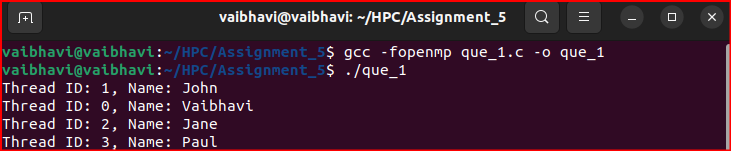 vaibhavi@vaibhavi: ~/HPC/Assignment_5
vaibhavi@vaibhavi:~/HPC/Assignment_5$ gcc -fopenmp que_1.c -o que_1
vaibhavi@vaibhavi:~/HPC/Assignment_5$ ./que_1
Thread ID: 1, Name: John
Thread ID: 0, Name: Vaibhavi
Thread ID: 2, Name: Jane
Thread ID: 3, Name: Paul